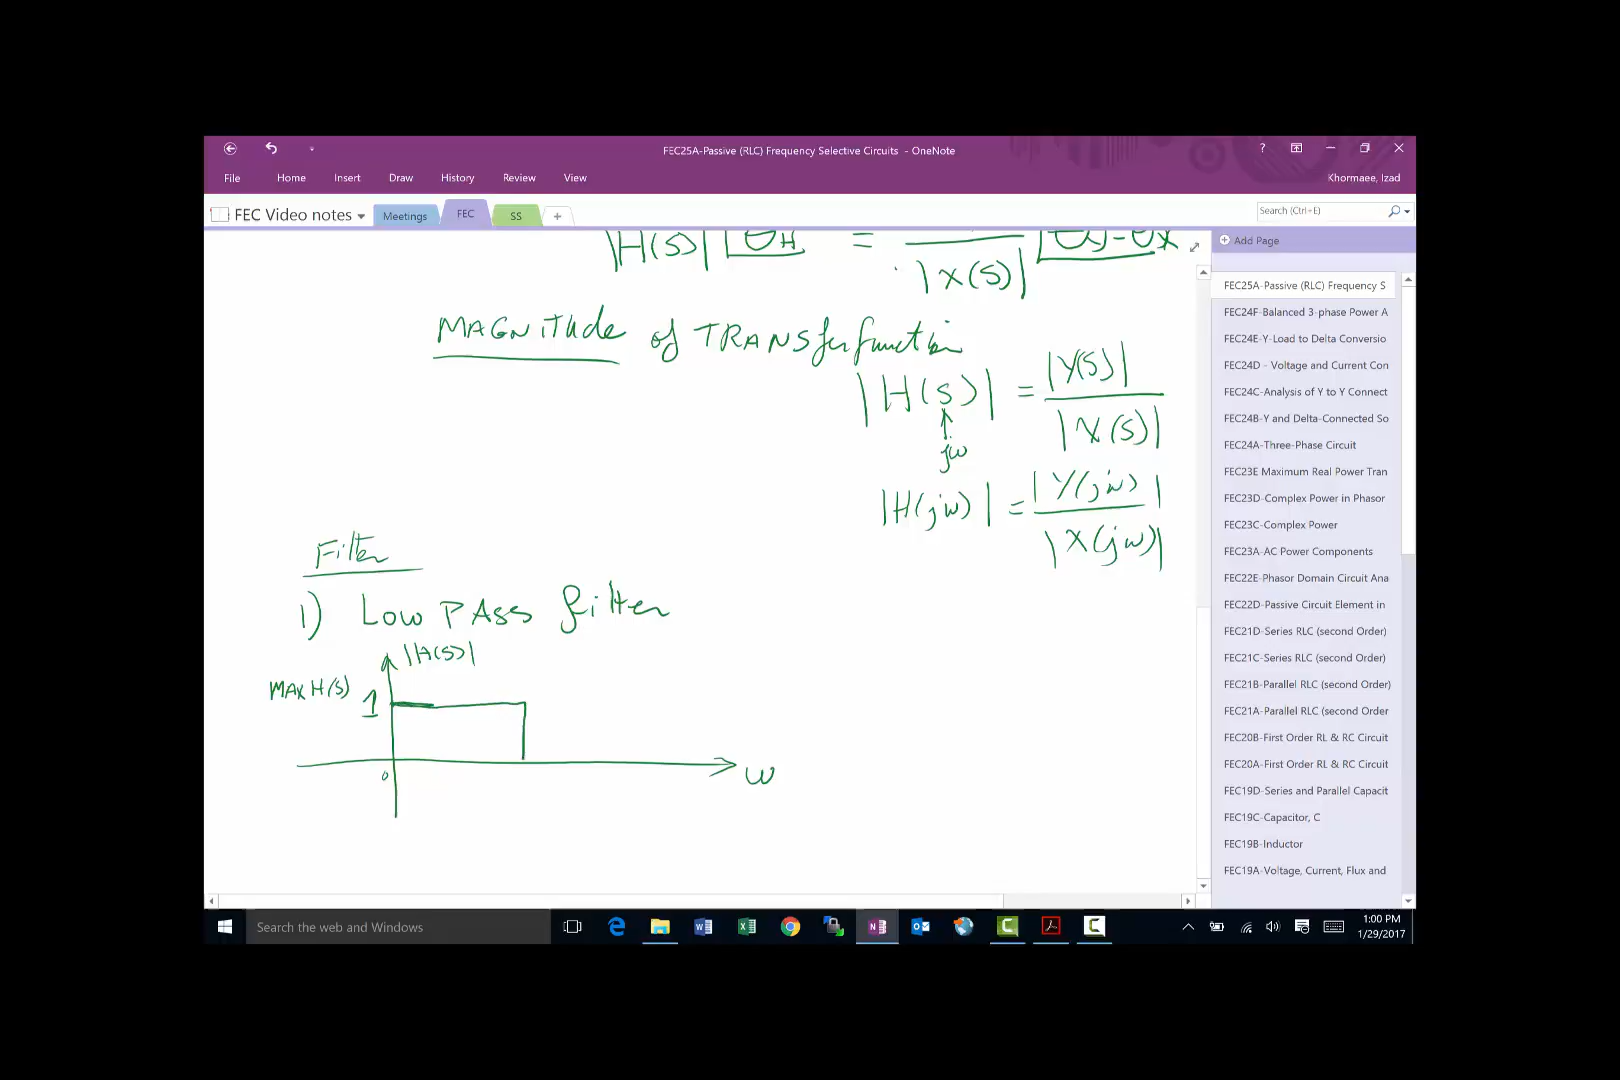 FEC25A-Passive (RLC) Frequency Selective Circuits - OneNote
?
File Home Insert Draw History Review View
Khormaee, Izad
FEC Video notes Meetings FEC SS +
Search (Ctrl+E)
Add Page
FEC25A-Passive (RLC) Frequency S
FEC24F-Balanced 3-phase Power A
FEC24E-Y-Load to Delta Conversio
FEC24D - Voltage and Current Con
FEC24C-Analysis of Y to Y Connect
FEC24B-Y and Delta-Connected So
FEC24A-Three-Phase Circuit
FEC23E Maximum Real Power Tran
FEC23D-Complex Power in Phasor
FEC23C-Complex Power
FEC23A-AC Power Components
FEC22E-Phasor Domain Circuit Ana
FEC22D-Passive Circuit Element in
FEC21D-Series RLC (second Order)
FEC21C-Series RLC (second Order)
FEC21B-Parallel RLC (second Order)
FEC21A-Parallel RLC (second Order
FEC20B-First Order RL & RC Circuit
FEC20A-First Order RL & RC Circuit
FEC19D-Series and Parallel Capacit
FEC19C-Capacitor, C
FEC19B-Inductor
FEC19A-Voltage, Current, Flux and
|H(S)| θH =
|X(S)|
MAGNITUde of TRANSfer function
|H(S)| = |Y(S)|
|X(S)|
jω
|H(jω)| = |Y(jω)|
|X(jω)|
Filter
1) Low PAss filter
|H(S)|
MAX H(S) 1
0
ω
Search the web and Windows
1:00 PM
1/29/2017